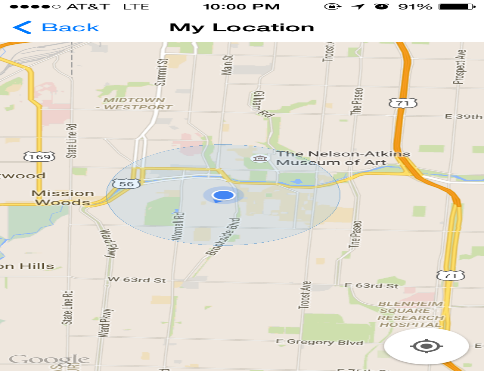 AT&T LTE 10:00 PM 91%
Back My Location
Summit St
Main St
Troost Ave
Prospect Ave
MIDTOWN
WESTPORT
Gillham Rd
The Paseo
71
E 39th
State Line Rd
169
The Nelson-Atkins
Museum of Art
56
Mission
Woods
Ward Pkwy
Wornall Rd
Brookside Blvd
The Paseo
on Hills
W 63rd St
E 63rd St
71
State Line Rd
Ward Pkwy
Troost Ave
BLENHEIM
SQUARE
RESEARCH
HOSPITAL
E Gregory Blvd
Google